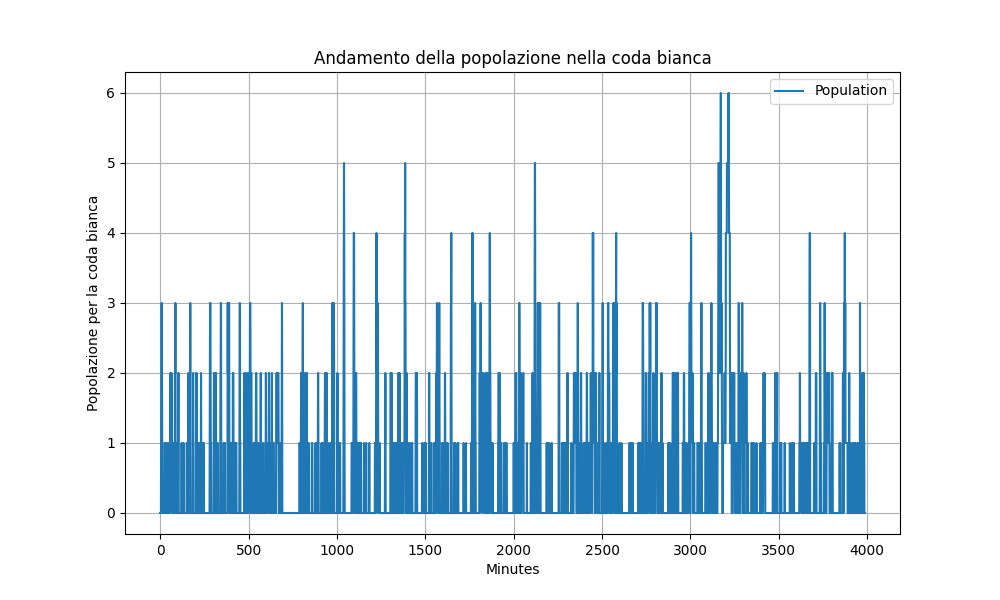 Andamento della popolazione nella coda bianca
Population
Popolazione per la coda bianca
6
5
4
3
2
1
0
0 500 1000 1500 2000 2500 3000 3500 4000
Minutes